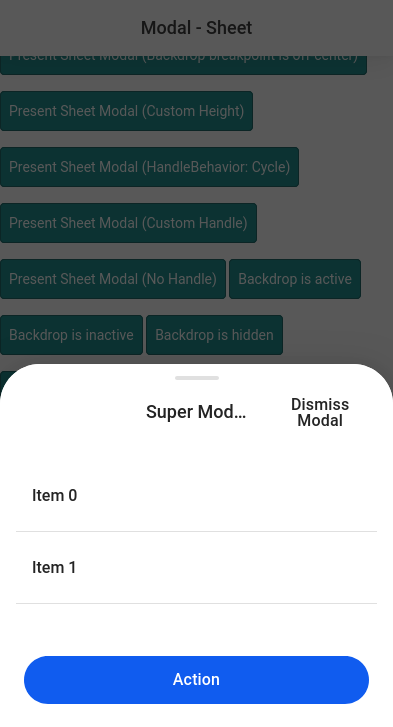 Modal - Sheet
Present Sheet Modal (Backdrop breakpoint is off-center)
Present Sheet Modal (Custom Height)
Present Sheet Modal (HandleBehavior: Cycle)
Present Sheet Modal (Custom Handle)
Present Sheet Modal (No Handle) Backdrop is active
Backdrop is inactive Backdrop is hidden
Super Mod… Dismiss
Modal
Item 0
Item 1
Action